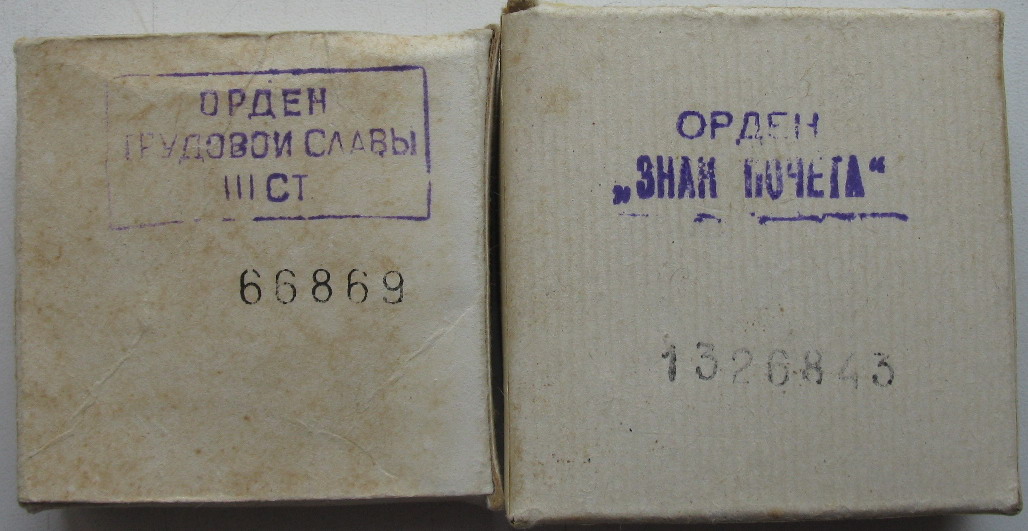 ОРДЕН
ТРУДОВОЙ СЛАВЫ
III СТ
66869
ОРДЕН
„ЗНАК ПОЧЕТА“
1326843